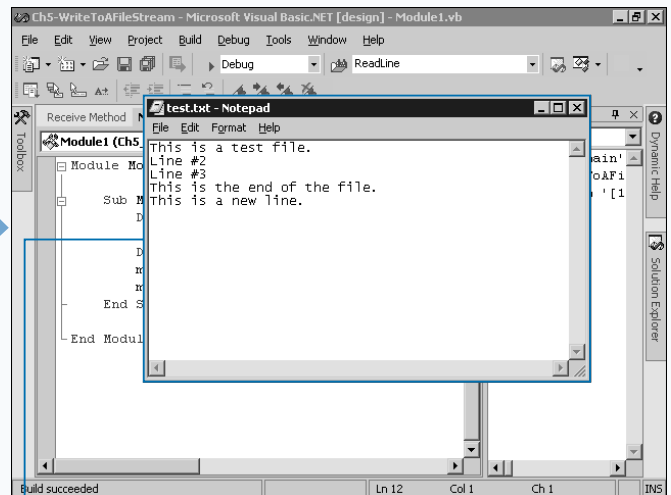 Ch5-WriteToAFileStream - Microsoft Visual Basic.NET [design] - Module1.vb
File Edit View Project Build Debug Tools Window Help
Debug ReadLine
Receive Method
Toolbox
Module1 (Ch5
Module Mo
Sub M
D
D
m
m
End S
End Modul
test.txt - Notepad
File Edit Format Help
This is a test file.
Line #2
Line #3
This is the end of the file.
This is a new line.
ain'
oAFi
'[1
Dynamic Help
Solution Explorer
Build succeeded Ln 12 Col 1 Ch 1 INS